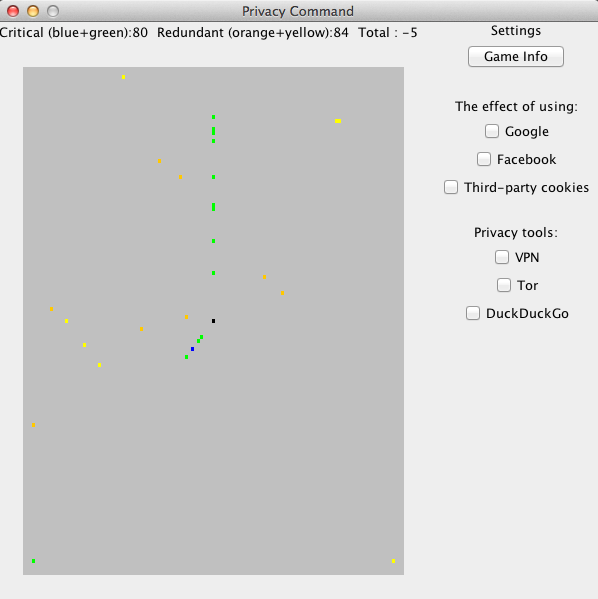 Privacy Command
Critical (blue+green):80 Redundant (orange+yellow):84 Total : -5
Settings
Game Info
The effect of using:
Google
Facebook
Third-party cookies
Privacy tools:
VPN
Tor
DuckDuckGo